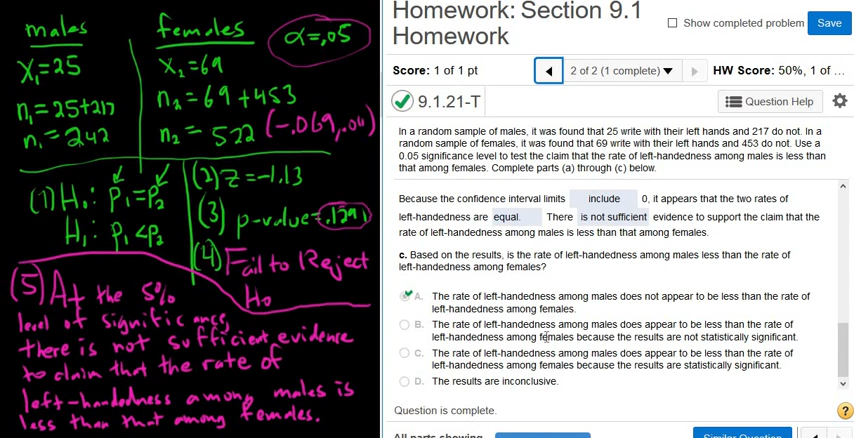 males
females
α=.05
x₁=25
x₂=69
n₁=25+217
n₂=69+453
n₁=242
n₂=522
(1) H₁: P₁=P₂
H₁: P₁<P₂
(2) Z=-1.13
(3) p-value=.1291
(4) Fail to Reject
H₀
(5) At the 5%
level of significance,
there is not sufficient evidence
to claim that the rate of
left-handedness among males is
less than that among females.
Homework: Section 9.1
Homework
Show completed problem
Save
Score: 1 of 1 pt
2 of 2 (1 complete)
HW Score: 50%, 1 of ...
9.1.21-T
Question Help
In a random sample of males, it was found that 25 write with their left hands and 217 do not. In a
random sample of females, it was found that 69 write with their left hands and 453 do not. Use a
0.05 significance level to test the claim that the rate of left-handedness among males is less than
that among females. Complete parts (a) through (c) below.
Because the confidence interval limits include 0, it appears that the two rates of
left-handedness are equal. There is not sufficient evidence to support the claim that the
rate of left-handedness among males is less than that among females.
c. Based on the results, is the rate of left-handedness among males less than the rate of
left-handedness among females?
A. The rate of left-handedness among males does not appear to be less than the rate of
left-handedness among females.
B. The rate of left-handedness among males does appear to be less than the rate of
left-handedness among females because the results are not statistically significant.
C. The rate of left-handedness among males does appear to be less than the rate of
left-handedness among females because the results are statistically significant.
D. The results are inconclusive.
Question is complete.
?
All parts showing
Similar Question